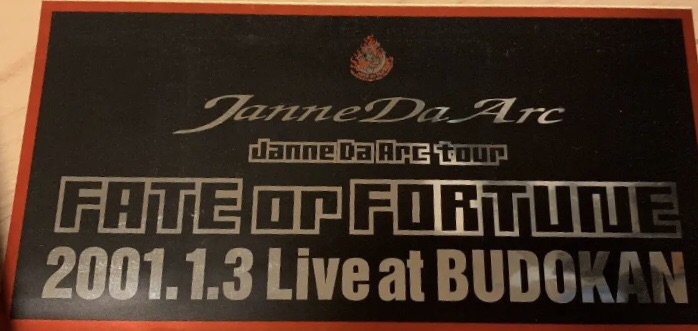 Janne Da Arc
Janne Da Arc tour
FATE or FORTUNE
2001.1.3 Live at BUDOKAN